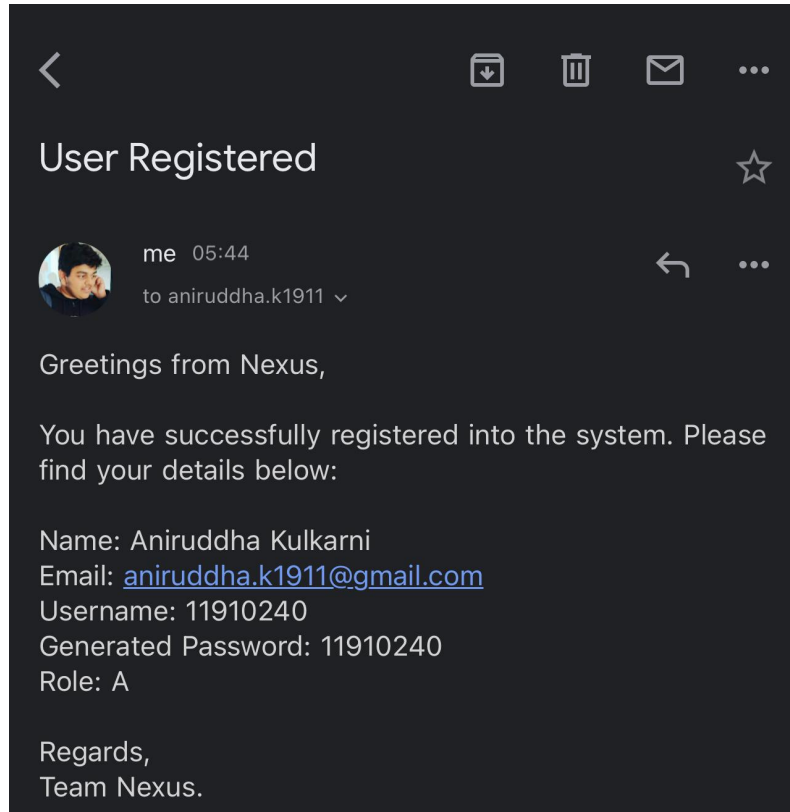 User Registered
me 05:44
to aniruddha.k1911
Greetings from Nexus,
You have successfully registered into the system. Please
find your details below:
Name: Aniruddha Kulkarni
Email: aniruddha.k1911@gmail.com
Username: 11910240
Generated Password: 11910240
Role: A
Regards,
Team Nexus.